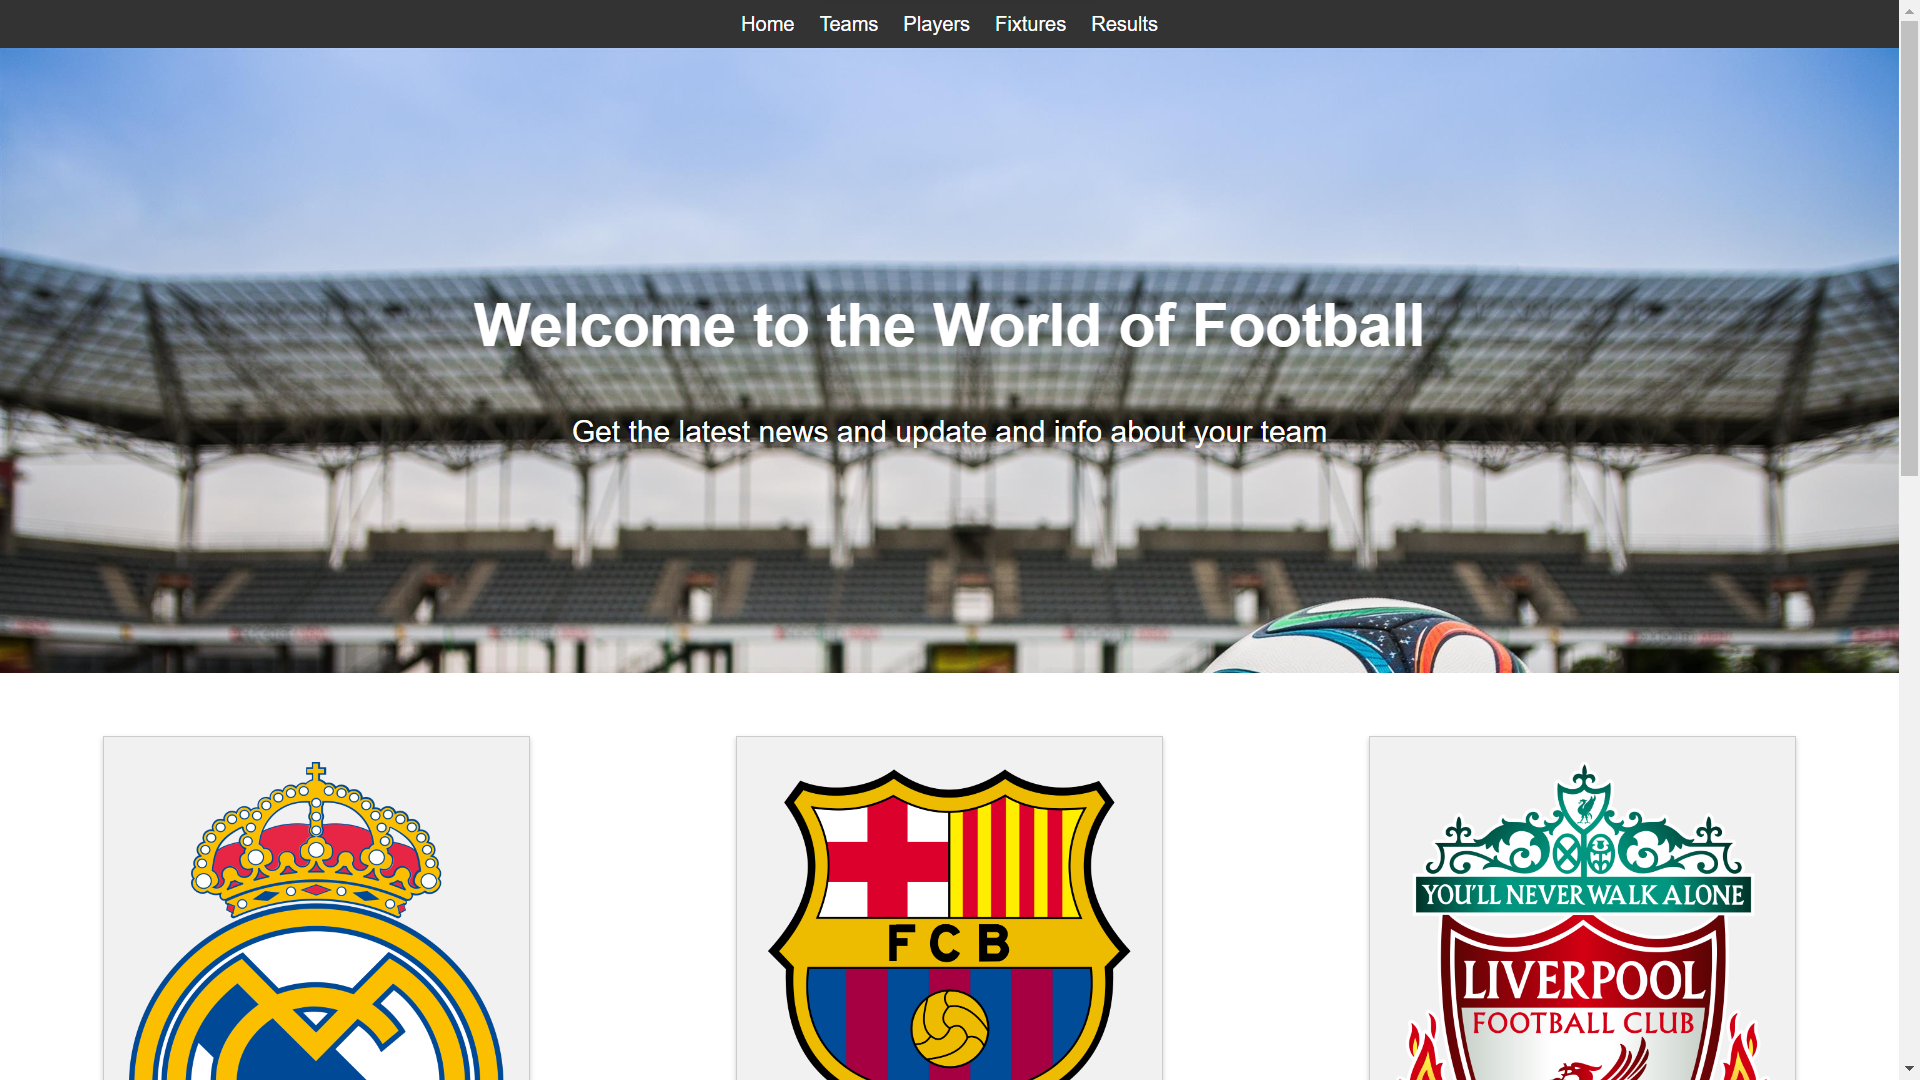 Home Teams Players Fixtures Results
Welcome to the World of Football
Get the latest news and update and info about your team
FCB
YOU'LL NEVER WALK ALONE
LIVERPOOL
FOOTBALL CLUB